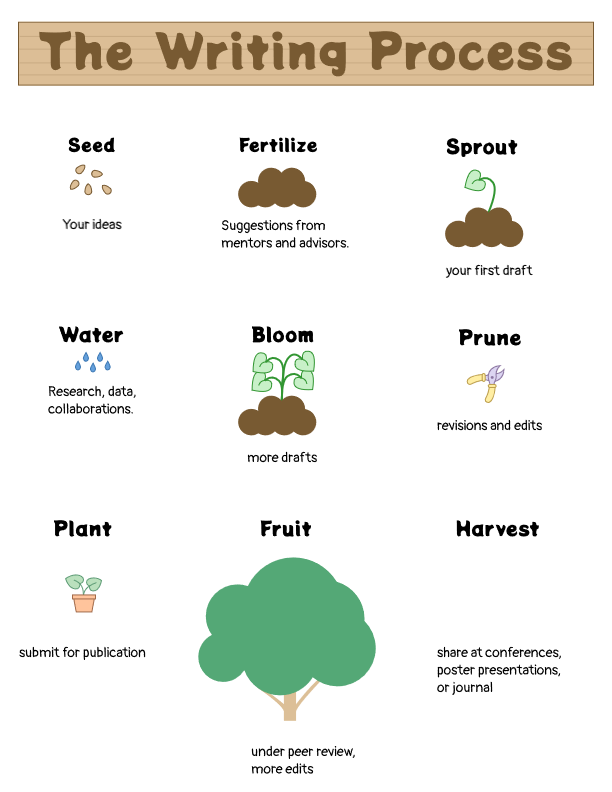 The Writing Process
Seed
Your ideas
Fertilize
Suggestions from
mentors and advisors.
Sprout
your first draft
Water
Research, data,
collaborations.
Bloom
more drafts
Prune
revisions and edits
Plant
submit for publication
Fruit
under peer review,
more edits
Harvest
share at conferences,
poster presentations,
or journal